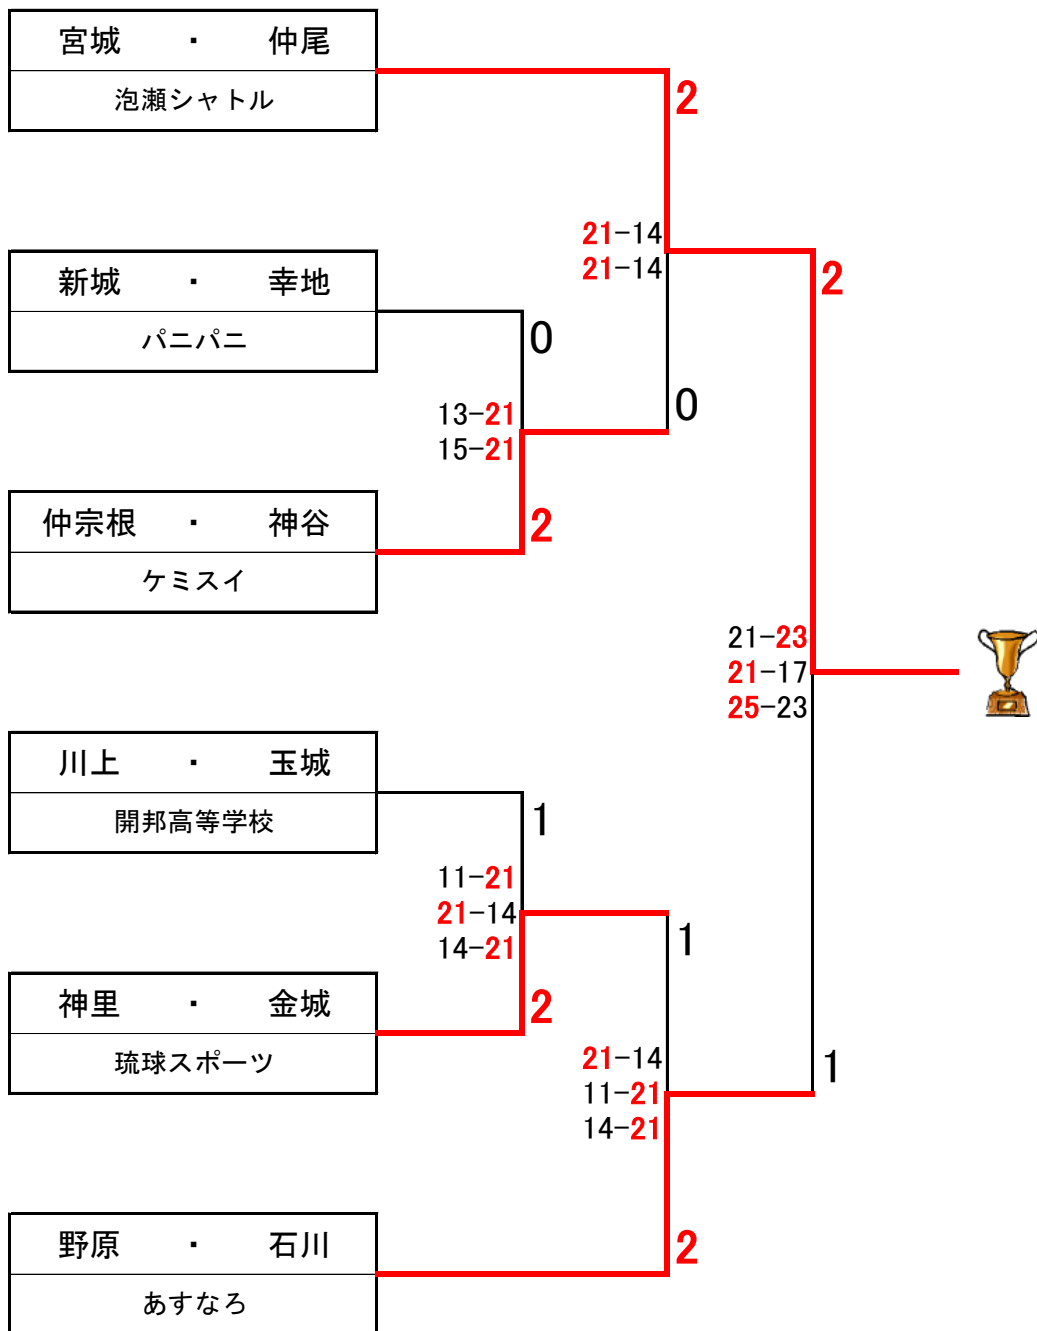 宮城 ・ 仲尾
泡瀬シャトル
2
21-14
21-14
新城 ・ 幸地
パニパニ
0
2
0
13-21
15-21
仲宗根 ・ 神谷
ケミスイ
2
21-23
21-17
25-23
川上 ・ 玉城
開邦高等学校
1
11-21
21-14
14-21
1
神里 ・ 金城
琉球スポーツ
2
21-14
11-21
14-21
1
野原 ・ 石川
あすなろ
2